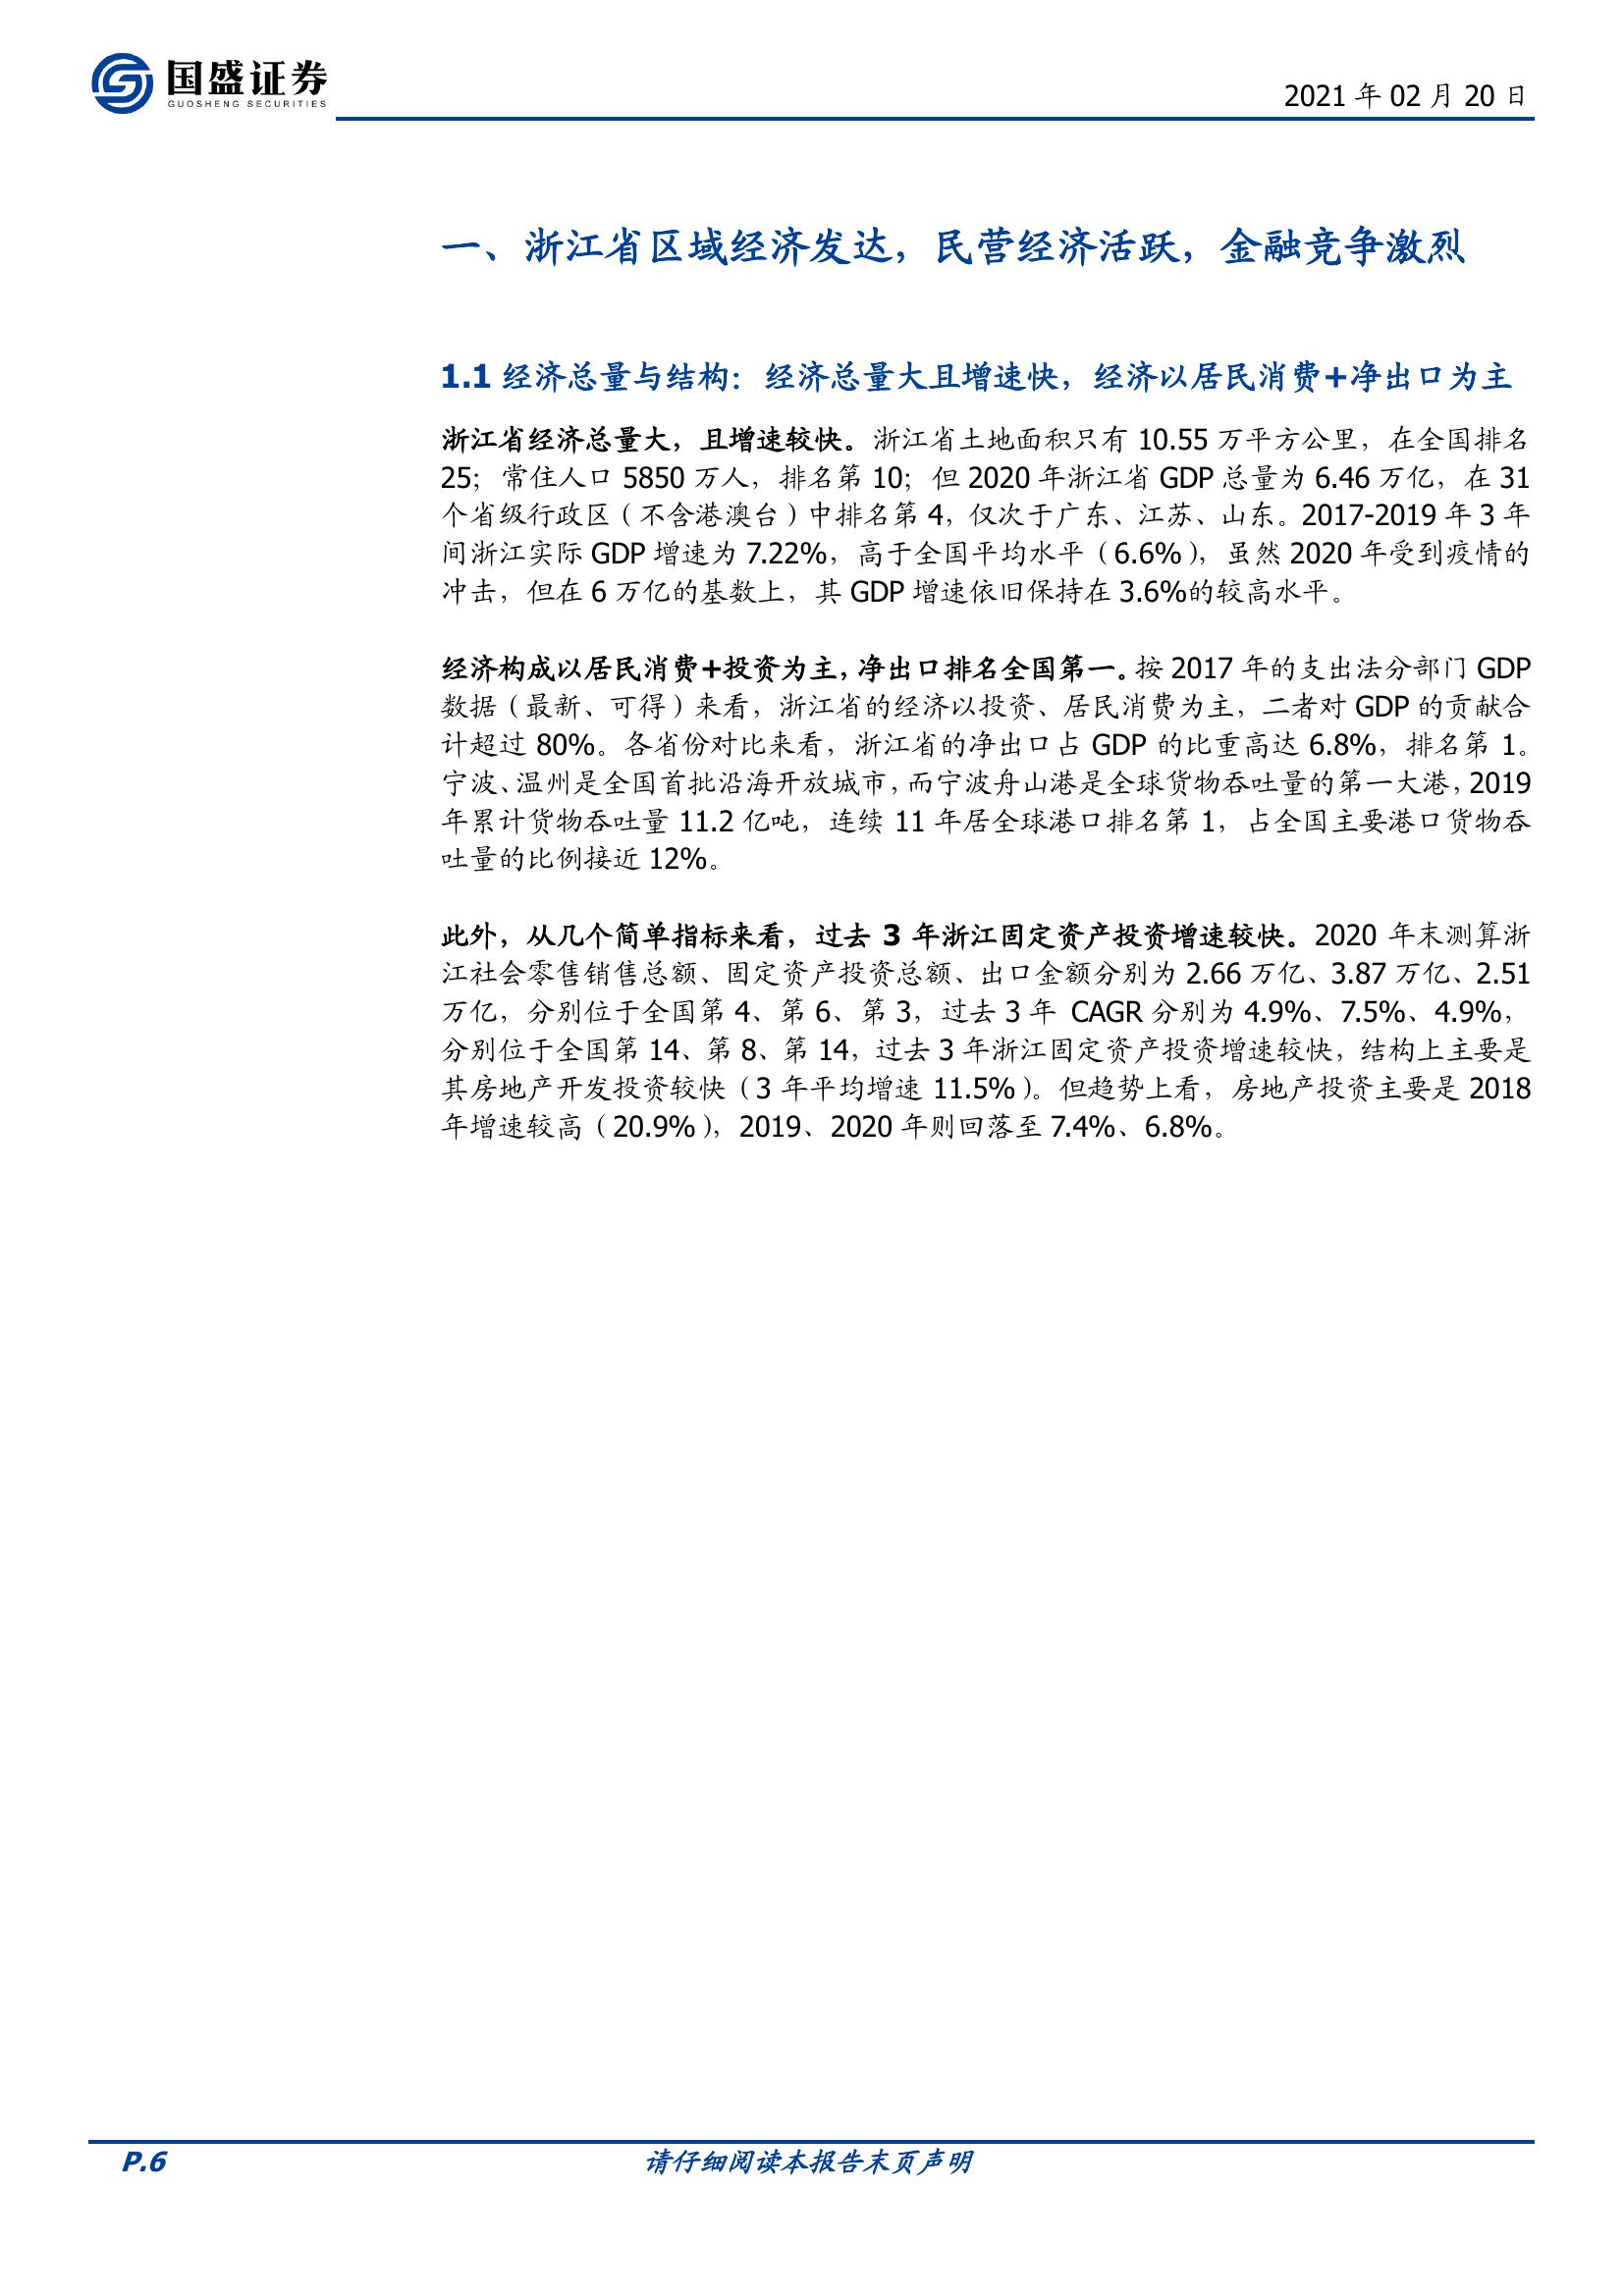 国盛证券
GUOSHENG SECURITIES
2021 年 02 月 20 日
一、浙江省区域经济发达，民营经济活跃，金融竞争激烈
1.1 经济总量与结构：经济总量大且增速快，经济以居民消费+净出口为主
浙江省经济总量大，且增速较快。浙江省土地面积只有 10.55 万平方公里，在全国排名
25；常住人口 5850 万人，排名第 10；但 2020 年浙江省 GDP 总量为 6.46 万亿，在 31
个省级行政区（不含港澳台）中排名第 4，仅次于广东、江苏、山东。2017-2019 年 3 年
间浙江实际 GDP 增速为 7.22%，高于全国平均水平（6.6%），虽然 2020 年受到疫情的
冲击，但在 6 万亿的基数上，其 GDP 增速依旧保持在 3.6%的较高水平。
经济构成以居民消费+投资为主，净出口排名全国第一。按 2017 年的支出法分部门 GDP
数据（最新、可得）来看，浙江省的经济以投资、居民消费为主，二者对 GDP 的贡献合
计超过 80%。各省份对比来看，浙江省的净出口占 GDP 的比重高达 6.8%，排名第 1。
宁波、温州是全国首批沿海开放城市，而宁波舟山港是全球货物吞吐量的第一大港，2019
年累计货物吞吐量 11.2 亿吨，连续 11 年居全球港口排名第 1，占全国主要港口货物吞
吐量的比例接近 12%。
此外，从几个简单指标来看，过去 3 年浙江固定资产投资增速较快。2020 年末测算浙
江社会零售销售总额、固定资产投资总额、出口金额分别为 2.66 万亿、3.87 万亿、2.51
万亿，分别位于全国第 4、第 6、第 3，过去 3 年 CAGR 分别为 4.9%、7.5%、4.9%，
分别位于全国第 14、第 8、第 14，过去 3 年浙江固定资产投资增速较快，结构上主要是
其房地产开发投资较快（3 年平均增速 11.5%）。但趋势上看，房地产投资主要是 2018
年增速较高（20.9%），2019、2020 年则回落至 7.4%、6.8%。
P.6
请仔细阅读本报告末页声明